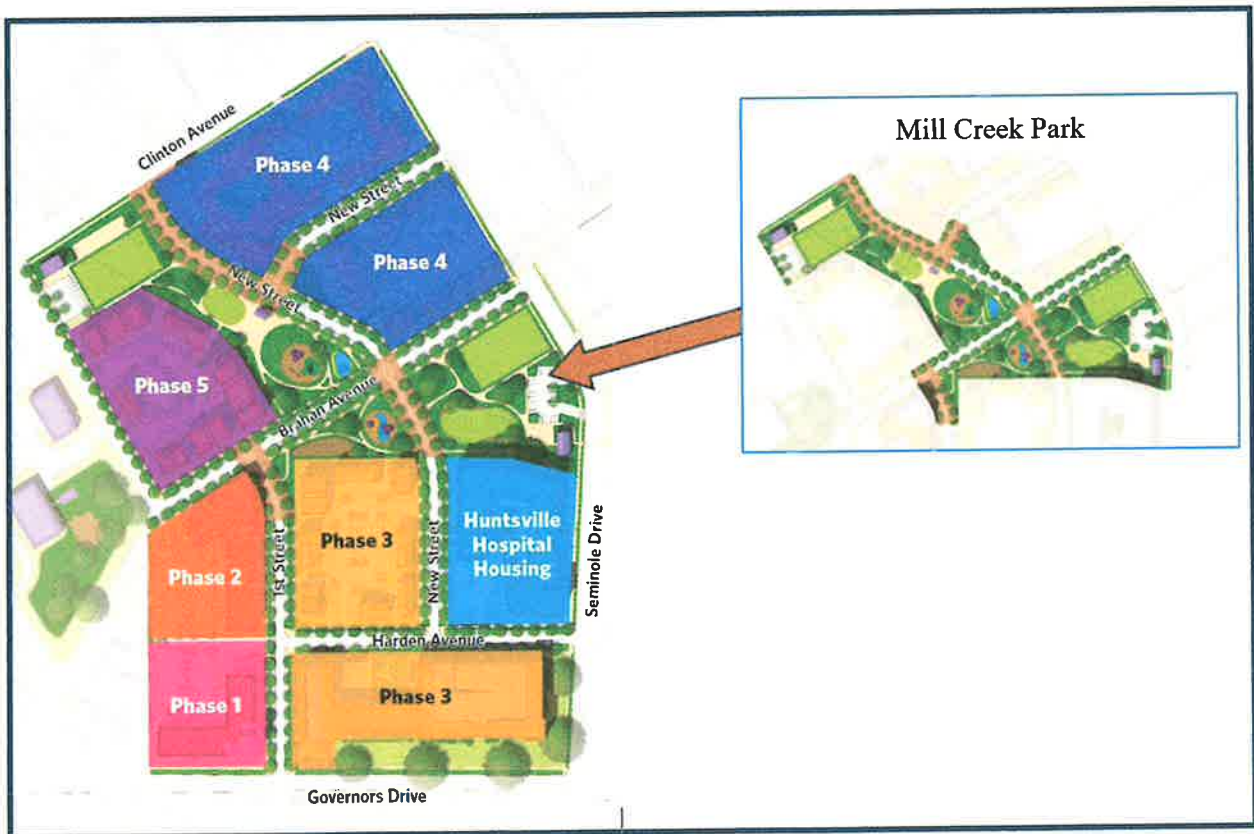 Clinton Avenue
Phase 4
New Street
Phase 4
New Street
Phase 5
Brahan Avenue
Phase 3
Huntsville
Hospital
Housing
Phase 2
1st Street
New Street
Seminole Drive
Harden Avenue
Phase 1
Phase 3
Governors Drive
Mill Creek Park